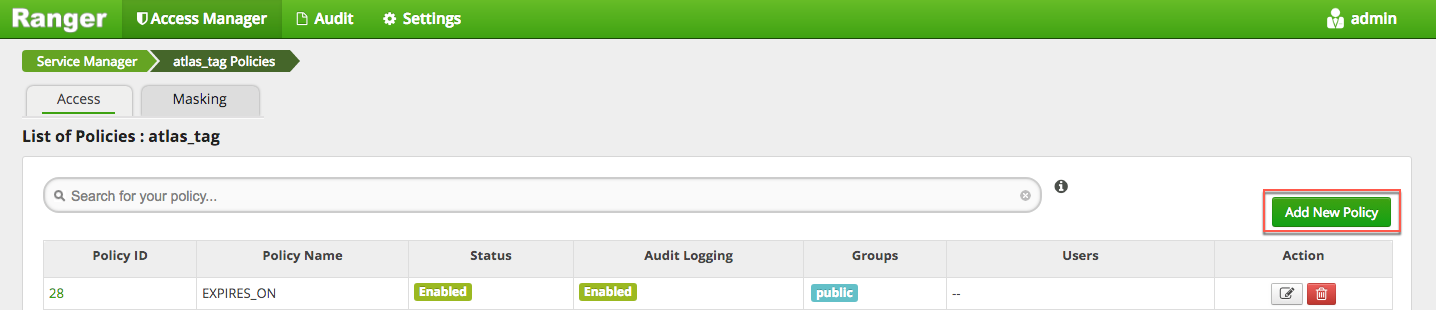 Ranger Access Manager Audit Settings admin
Service Manager atlas_tag Policies
Access Masking
List of Policies : atlas_tag
Search for your policy...
Add New Policy
Policy ID Policy Name Status Audit Logging Groups Users Action
28 EXPIRES_ON Enabled Enabled public --